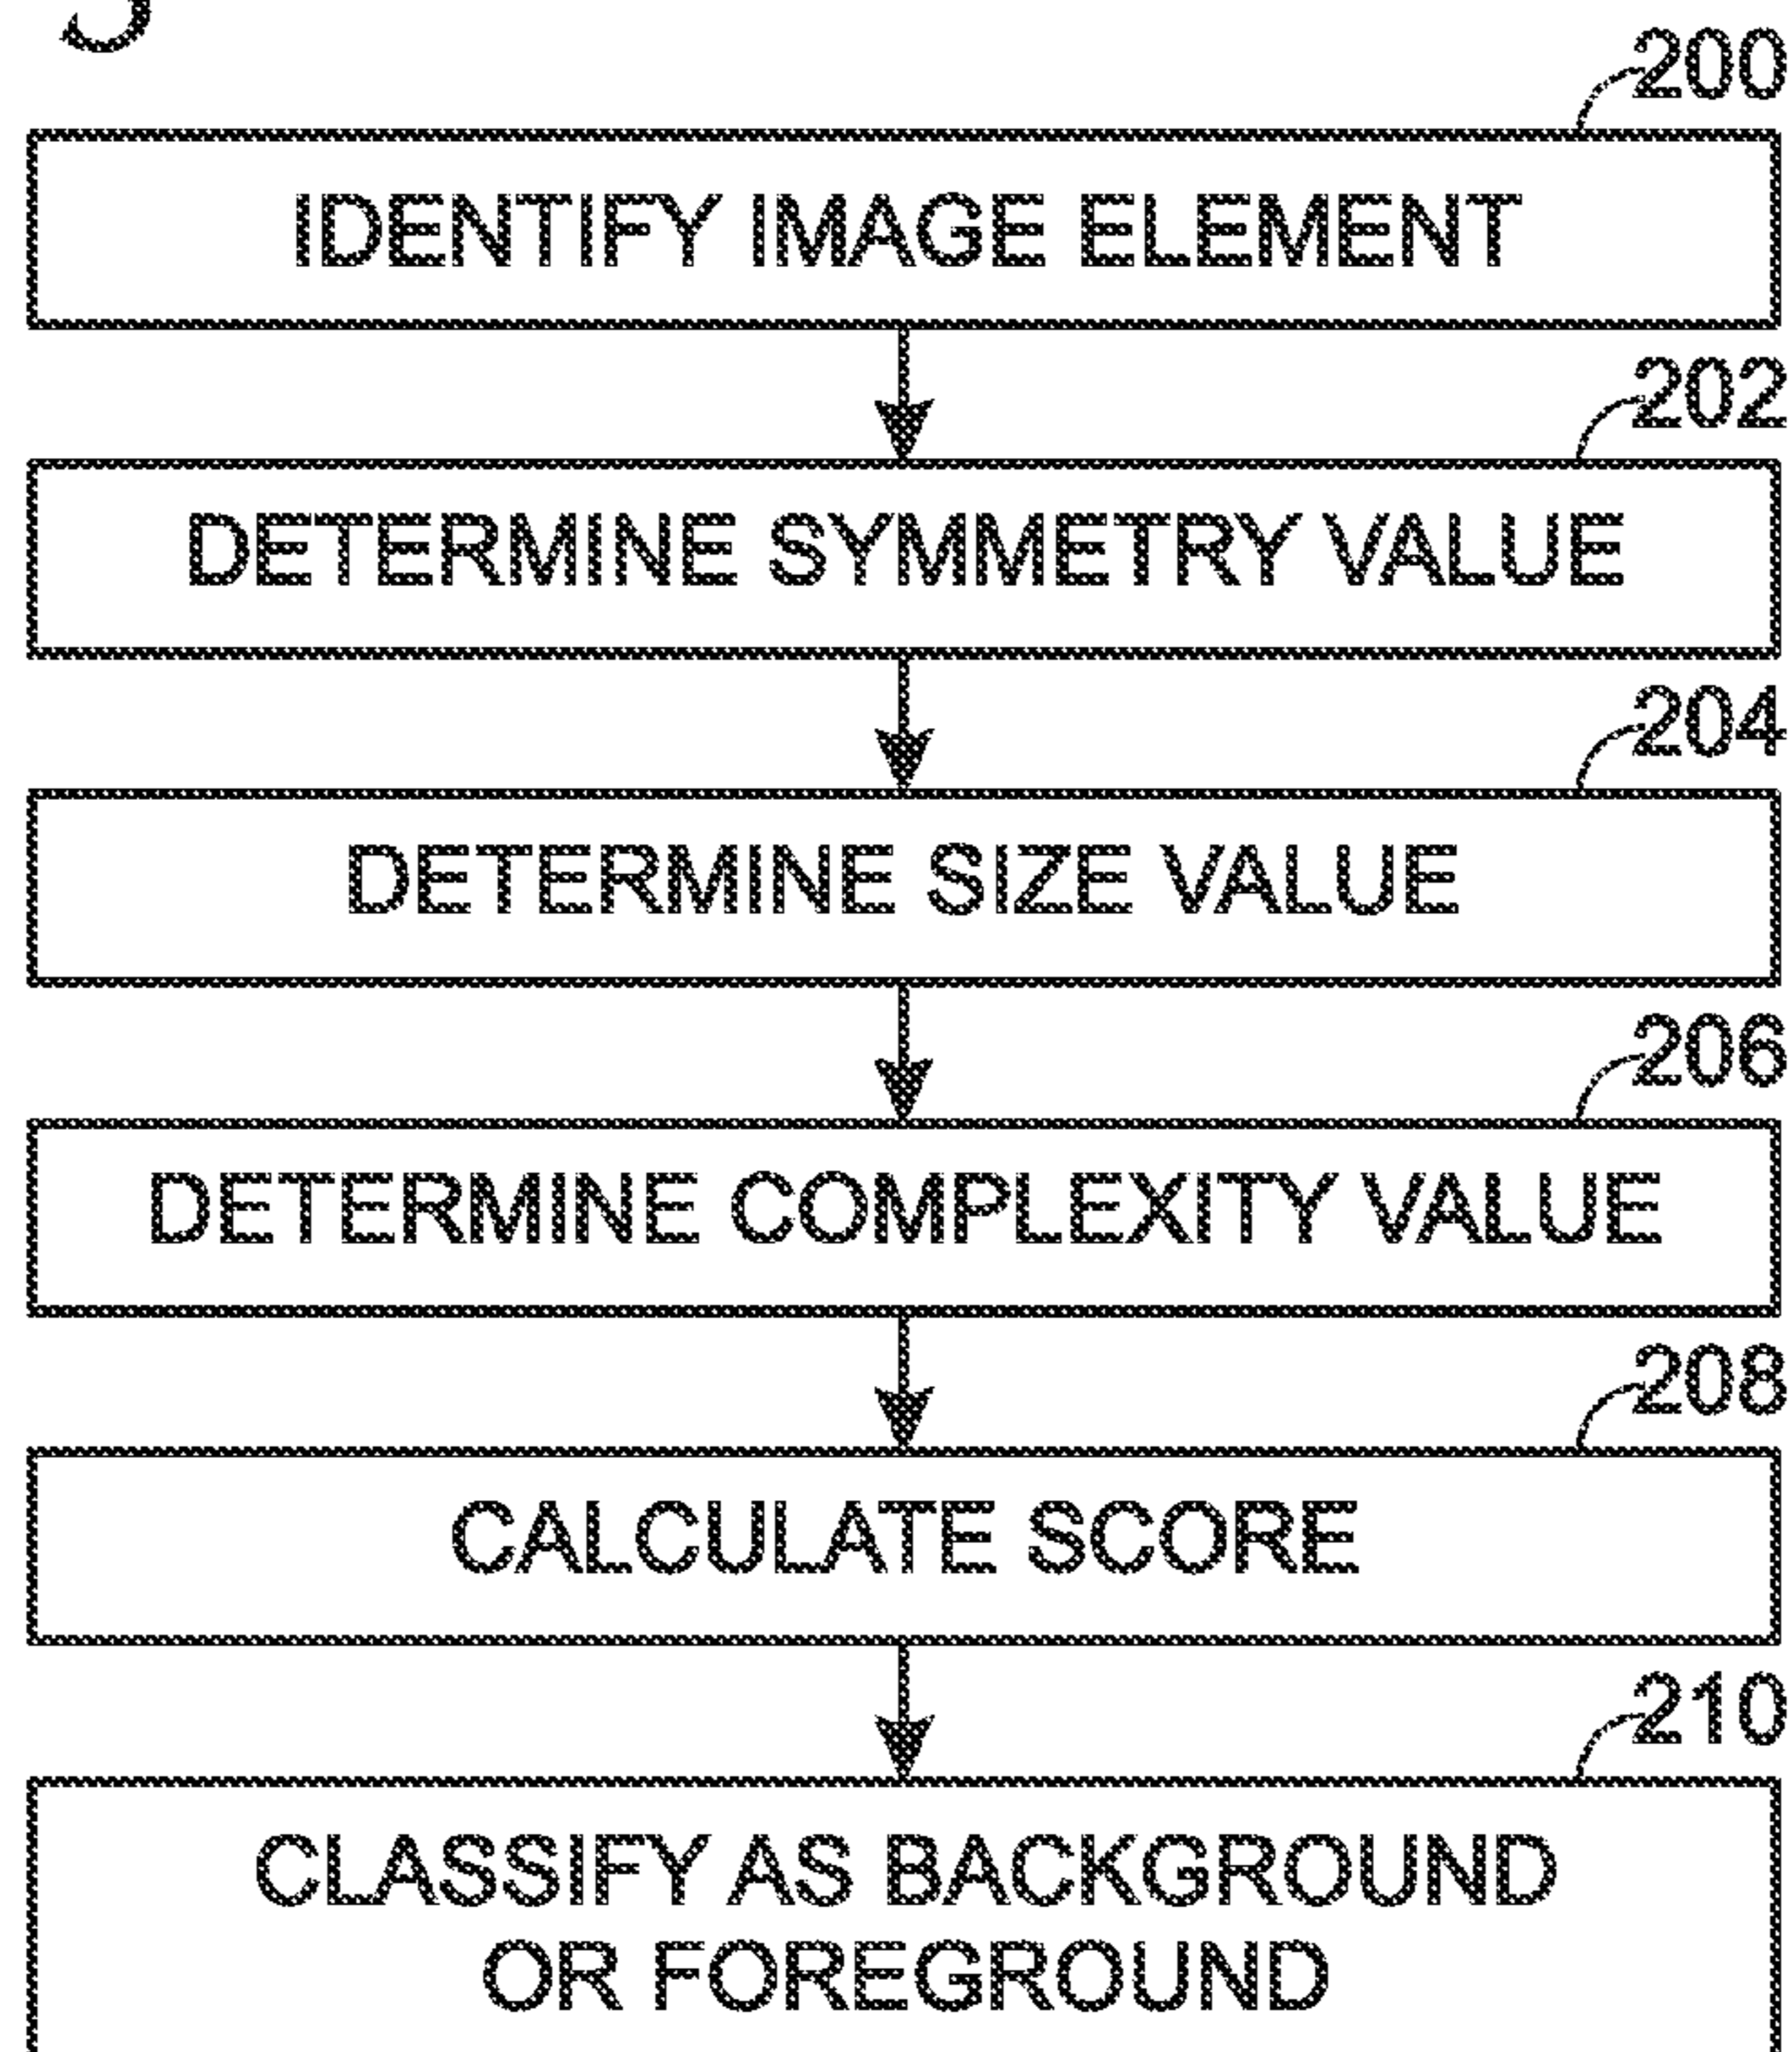 200
IDENTIFY IMAGE ELEMENT
202
DETERMINE SYMMETRY VALUE
204
DETERMINE SIZE VALUE
206
DETERMINE COMPLEXITY VALUE
208
CALCULATE SCORE
210
CLASSIFY AS BACKGROUND
OR FOREGROUND